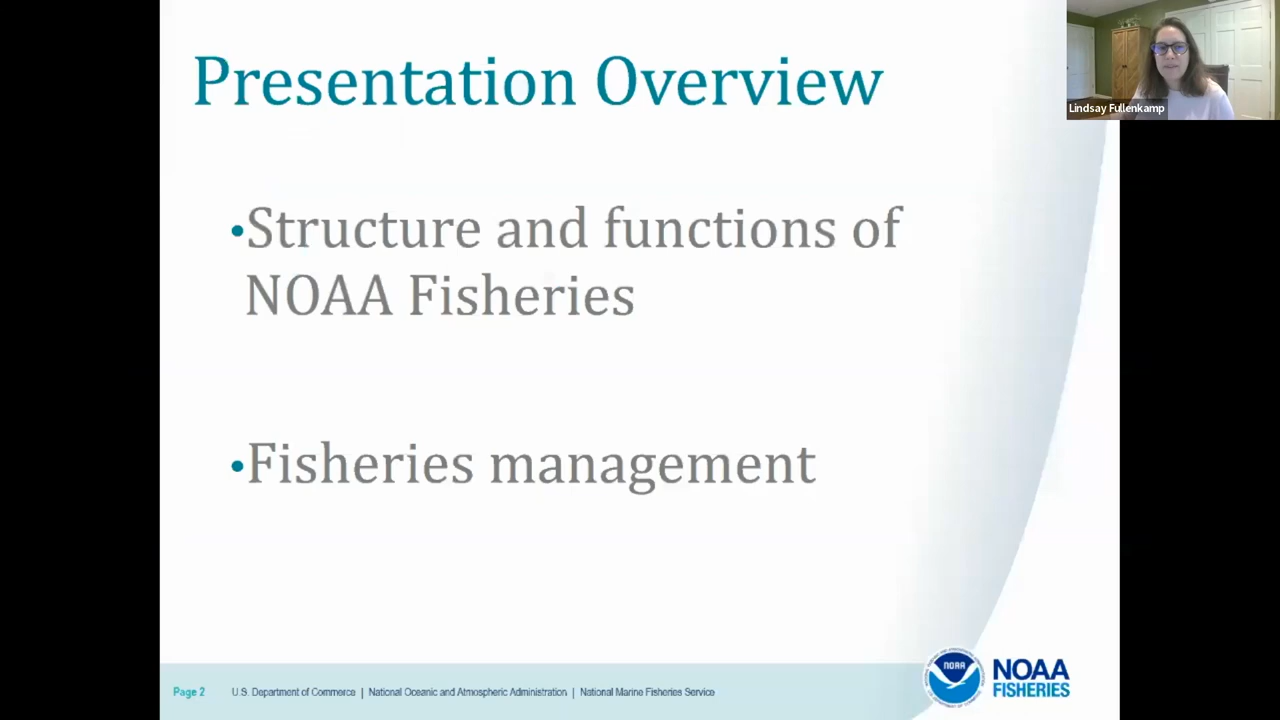 Presentation Overview
Lindsay Fullenkamp
•Structure and functions of
NOAA Fisheries
•Fisheries management
Page 2
U.S. Department of Commerce | National Oceanic and Atmospheric Administration | National Marine Fisheries Service
NOAA
NOAA
FISHERIES